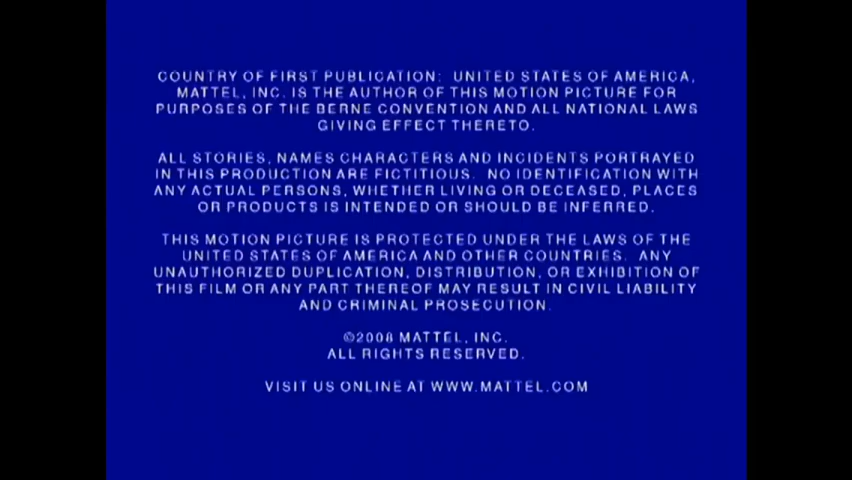 COUNTRY OF FIRST PUBLICATION: UNITED STATES OF AMERICA,
MATTEL, INC. IS THE AUTHOR OF THIS MOTION PICTURE FOR
PURPOSES OF THE BERNE CONVENTION AND ALL NATIONAL LAWS
GIVING EFFECT THERETO.
ALL STORIES, NAMES CHARACTERS AND INCIDENTS PORTRAYED
IN THIS PRODUCTION ARE FICTITIOUS. NO IDENTIFICATION WITH
ANY ACTUAL PERSONS, WHETHER LIVING OR DECEASED, PLACES
OR PRODUCTS IS INTENDED OR SHOULD BE INFERRED.
THIS MOTION PICTURE IS PROTECTED UNDER THE LAWS OF THE
UNITED STATES OF AMERICA AND OTHER COUNTRIES. ANY
UNAUTHORIZED DUPLICATION, DISTRIBUTION, OR EXHIBITION OF
THIS FILM OR ANY PART THEREOF MAY RESULT IN CIVIL LIABILITY
AND CRIMINAL PROSECUTION.
©2008 MATTEL, INC.
ALL RIGHTS RESERVED.
VISIT US ONLINE AT WWW.MATTEL.COM